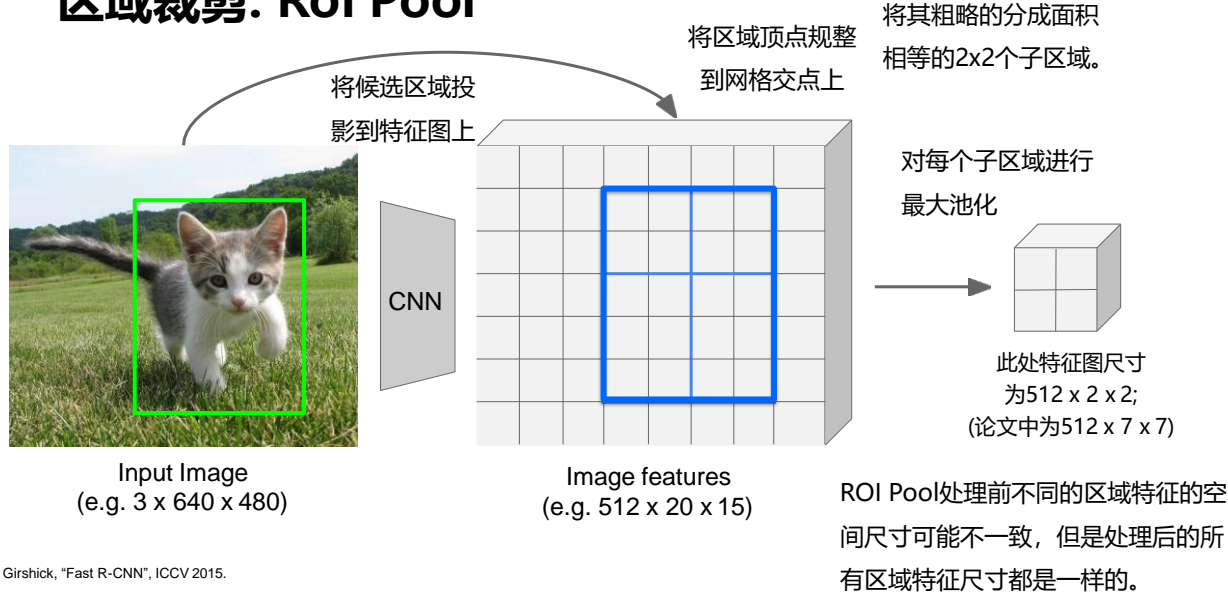 区域裁剪: RoI Pool
将其粗略的分成面积
相等的2x2个子区域。
将区域顶点规整
到网格交点上
将候选区域投
影到特征图上
对每个子区域进行
最大池化
CNN
此处特征图尺寸
为512 x 2 x 2;
(论文中为512 x 7 x 7)
Input Image
(e.g. 3 x 640 x 480)
Image features
(e.g. 512 x 20 x 15)
ROI Pool处理前不同的区域特征的空
间尺寸可能不一致，但是处理后的所
有区域特征尺寸都是一样的。
Girshick, “Fast R-CNN”, ICCV 2015.